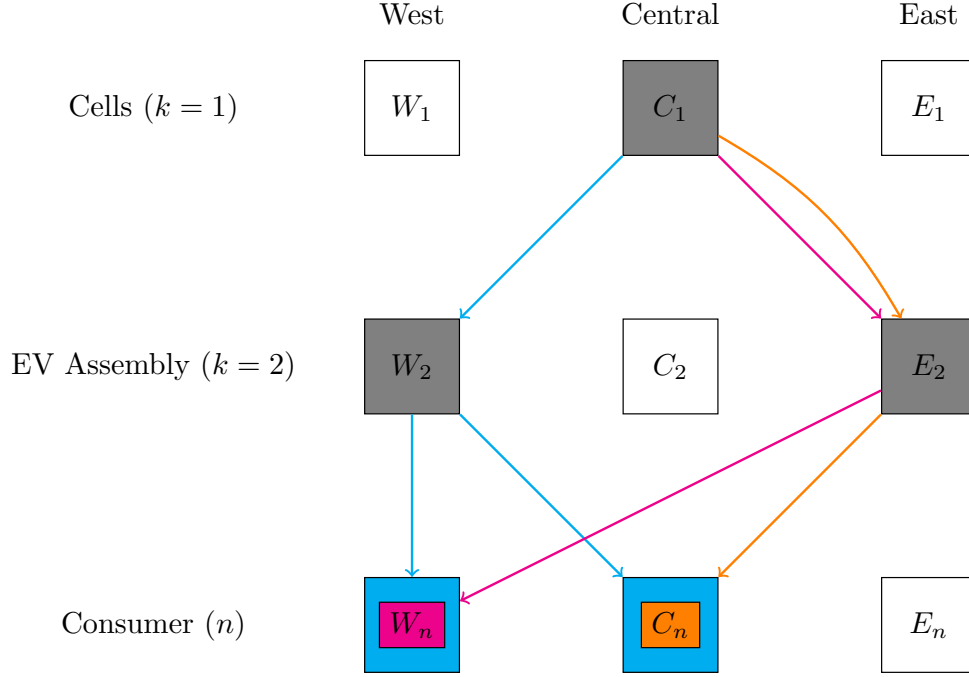 West Central East
Cells (k = 1) W₁ C₁ E₁
EV Assembly (k = 2) W₂ C₂ E₂
Consumer (n) Wₙ Cₙ Eₙ